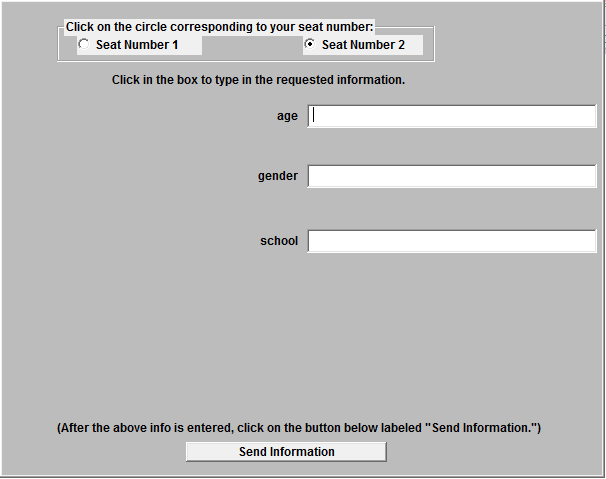 Click on the circle corresponding to your seat number:
Seat Number 1 Seat Number 2
Click in the box to type in the requested information.
age
gender
school
(After the above info is entered, click on the button below labeled "Send Information.")
Send Information